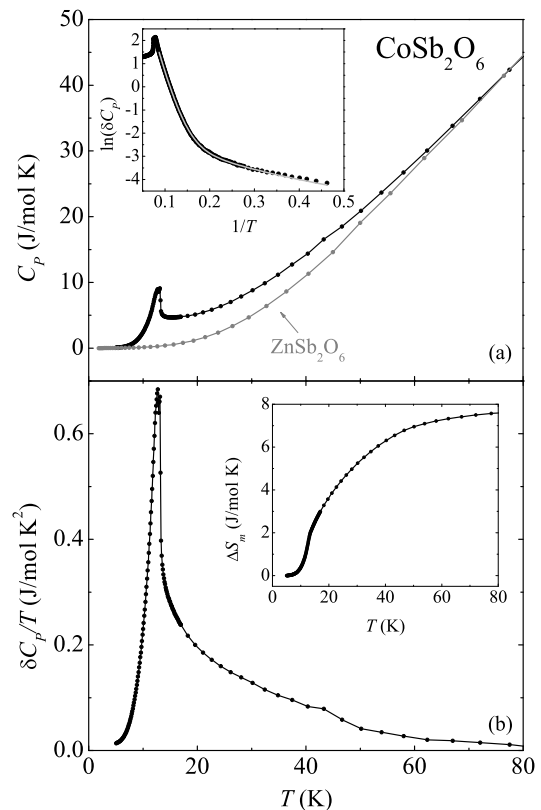 50
40
30
20
10
0
C_P (J/mol K)
CoSb₂O₆
2
1
0
-1
-2
-3
-4
ln(δC_P)
0.1 0.2 0.3 0.4 0.5
1/T
ZnSb₂O₆
(a)
0.6
0.4
0.2
0.0
δC_P/T (J/mol K²)
8
6
4
2
0
ΔS_m (J/mol K)
0 20 40 60 80
T (K)
(b)
0 20 40 60 80
T (K)